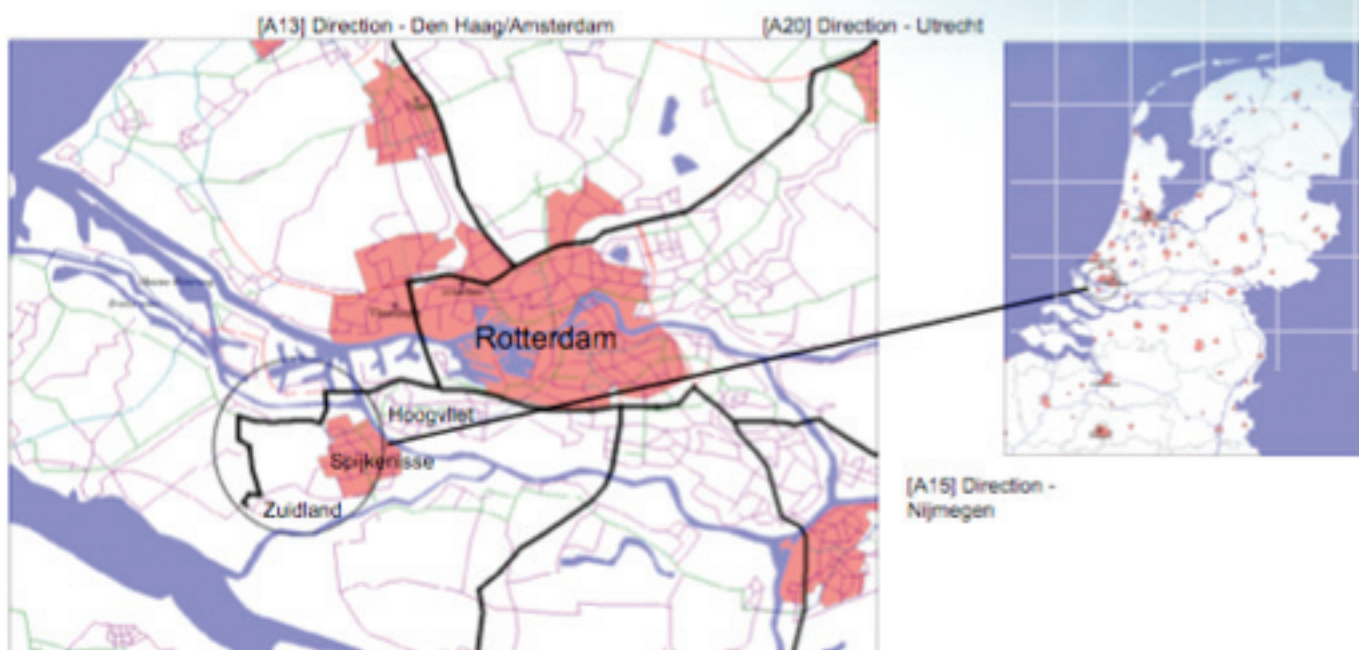 [A13] Direction - Den Haag/Amsterdam
[A20] Direction - Utrecht
Rotterdam
Hoogvliet
Spijkenisse
Zuidland
[A15] Direction -
Nijmegen